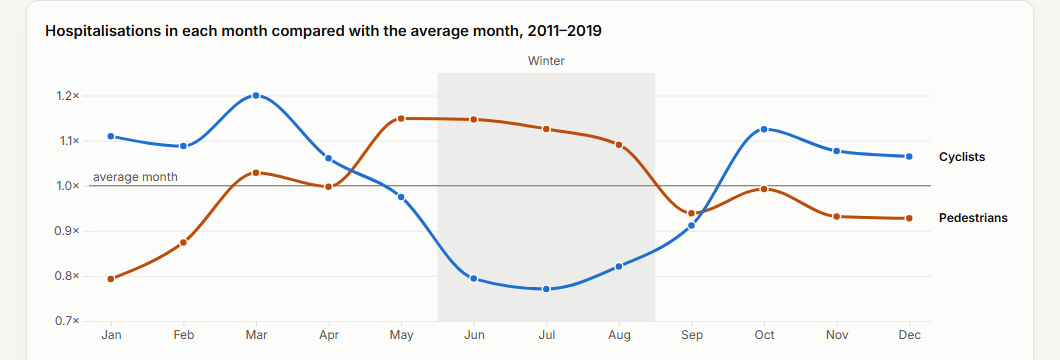 Hospitalisations in each month compared with the average month, 2011–2019
Winter
1.2×
1.1×
average month
1.0×
0.9×
0.8×
0.7×
Cyclists
Pedestrians
Jan Feb Mar Apr May Jun Jul Aug Sep Oct Nov Dec